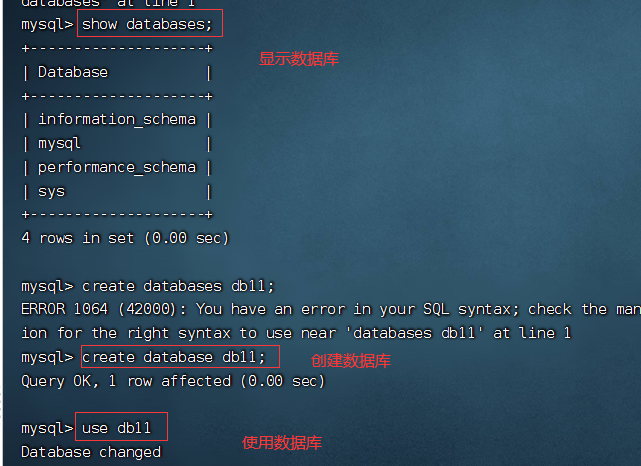 databases' at line 1
mysql> show databases;
+--------------------+
显示数据库
| Database           |
+--------------------+
| information_schema |
| mysql              |
| performance_schema |
| sys                |
+--------------------+
4 rows in set (0.00 sec)
mysql> create databases db11;
ERROR 1064 (42000): You have an error in your SQL syntax; check the man
ion for the right syntax to use near 'databases db11' at line 1
mysql> create database db11; 创建数据库
Query OK, 1 row affected (0.00 sec)
mysql> use db11
使用数据库
Database changed